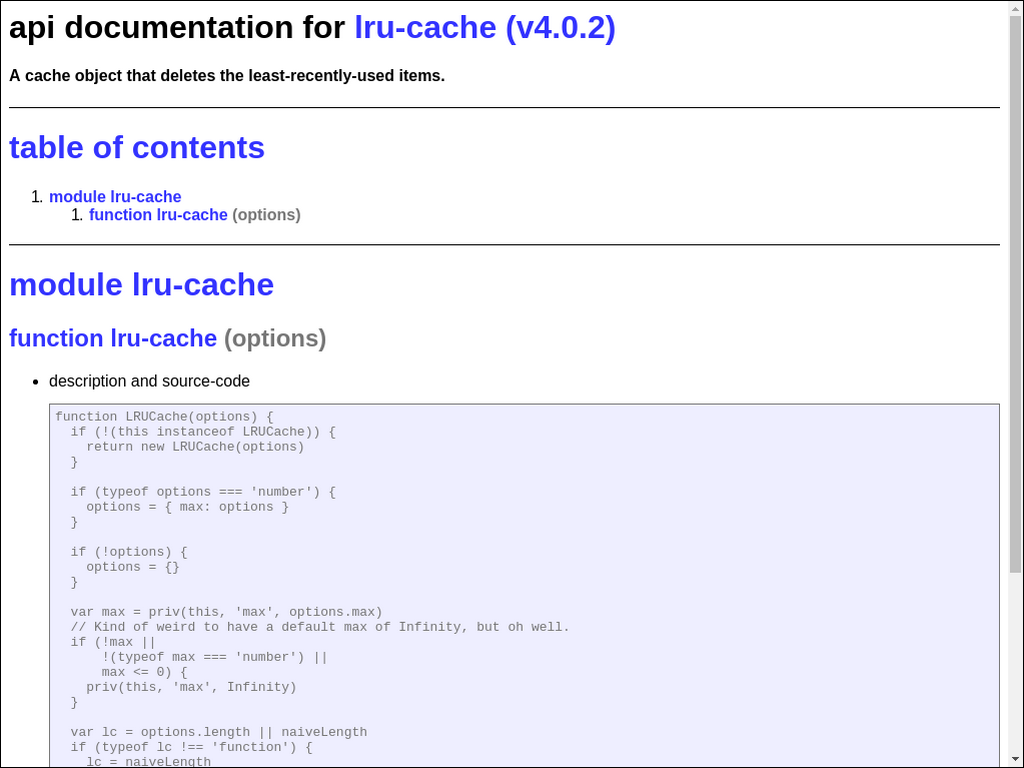 api documentation for lru-cache (v4.0.2)
A cache object that deletes the least-recently-used items.
table of contents
1. module lru-cache
1. function lru-cache (options)
module lru-cache
function lru-cache (options)
• description and source-code
function LRUCache(options) {
  if (!(this instanceof LRUCache)) {
    return new LRUCache(options)
  }

  if (typeof options === 'number') {
    options = { max: options }
  }

  if (!options) {
    options = {}
  }

  var max = priv(this, 'max', options.max)
  // Kind of weird to have a default max of Infinity, but oh well.
  if (!max ||
      !(typeof max === 'number') ||
      max <= 0) {
    priv(this, 'max', Infinity)
  }

  var lc = options.length || naiveLength
  if (typeof lc !== 'function') {
    lc = naiveLength